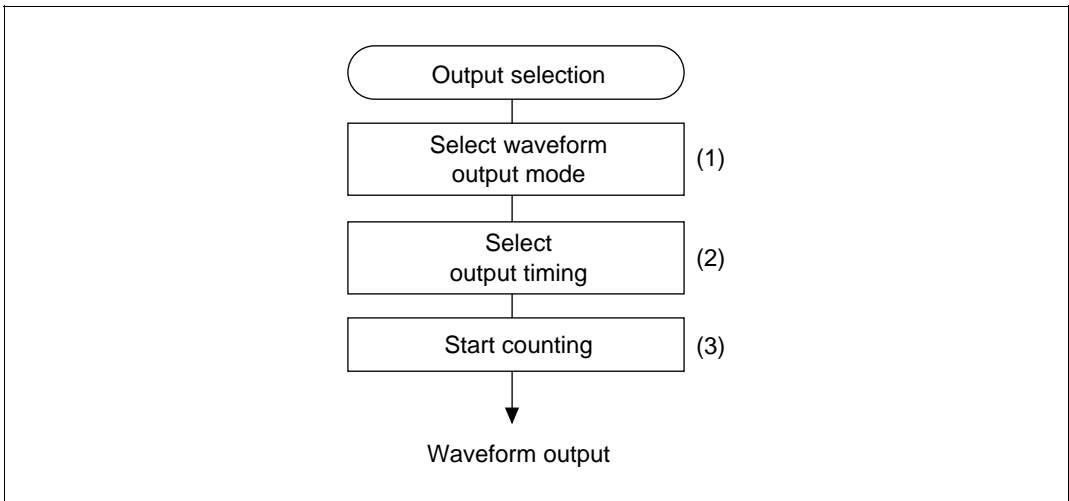 Output selection
Select waveform
output mode
(1)
Select
output timing
(2)
Start counting
(3)
Waveform output